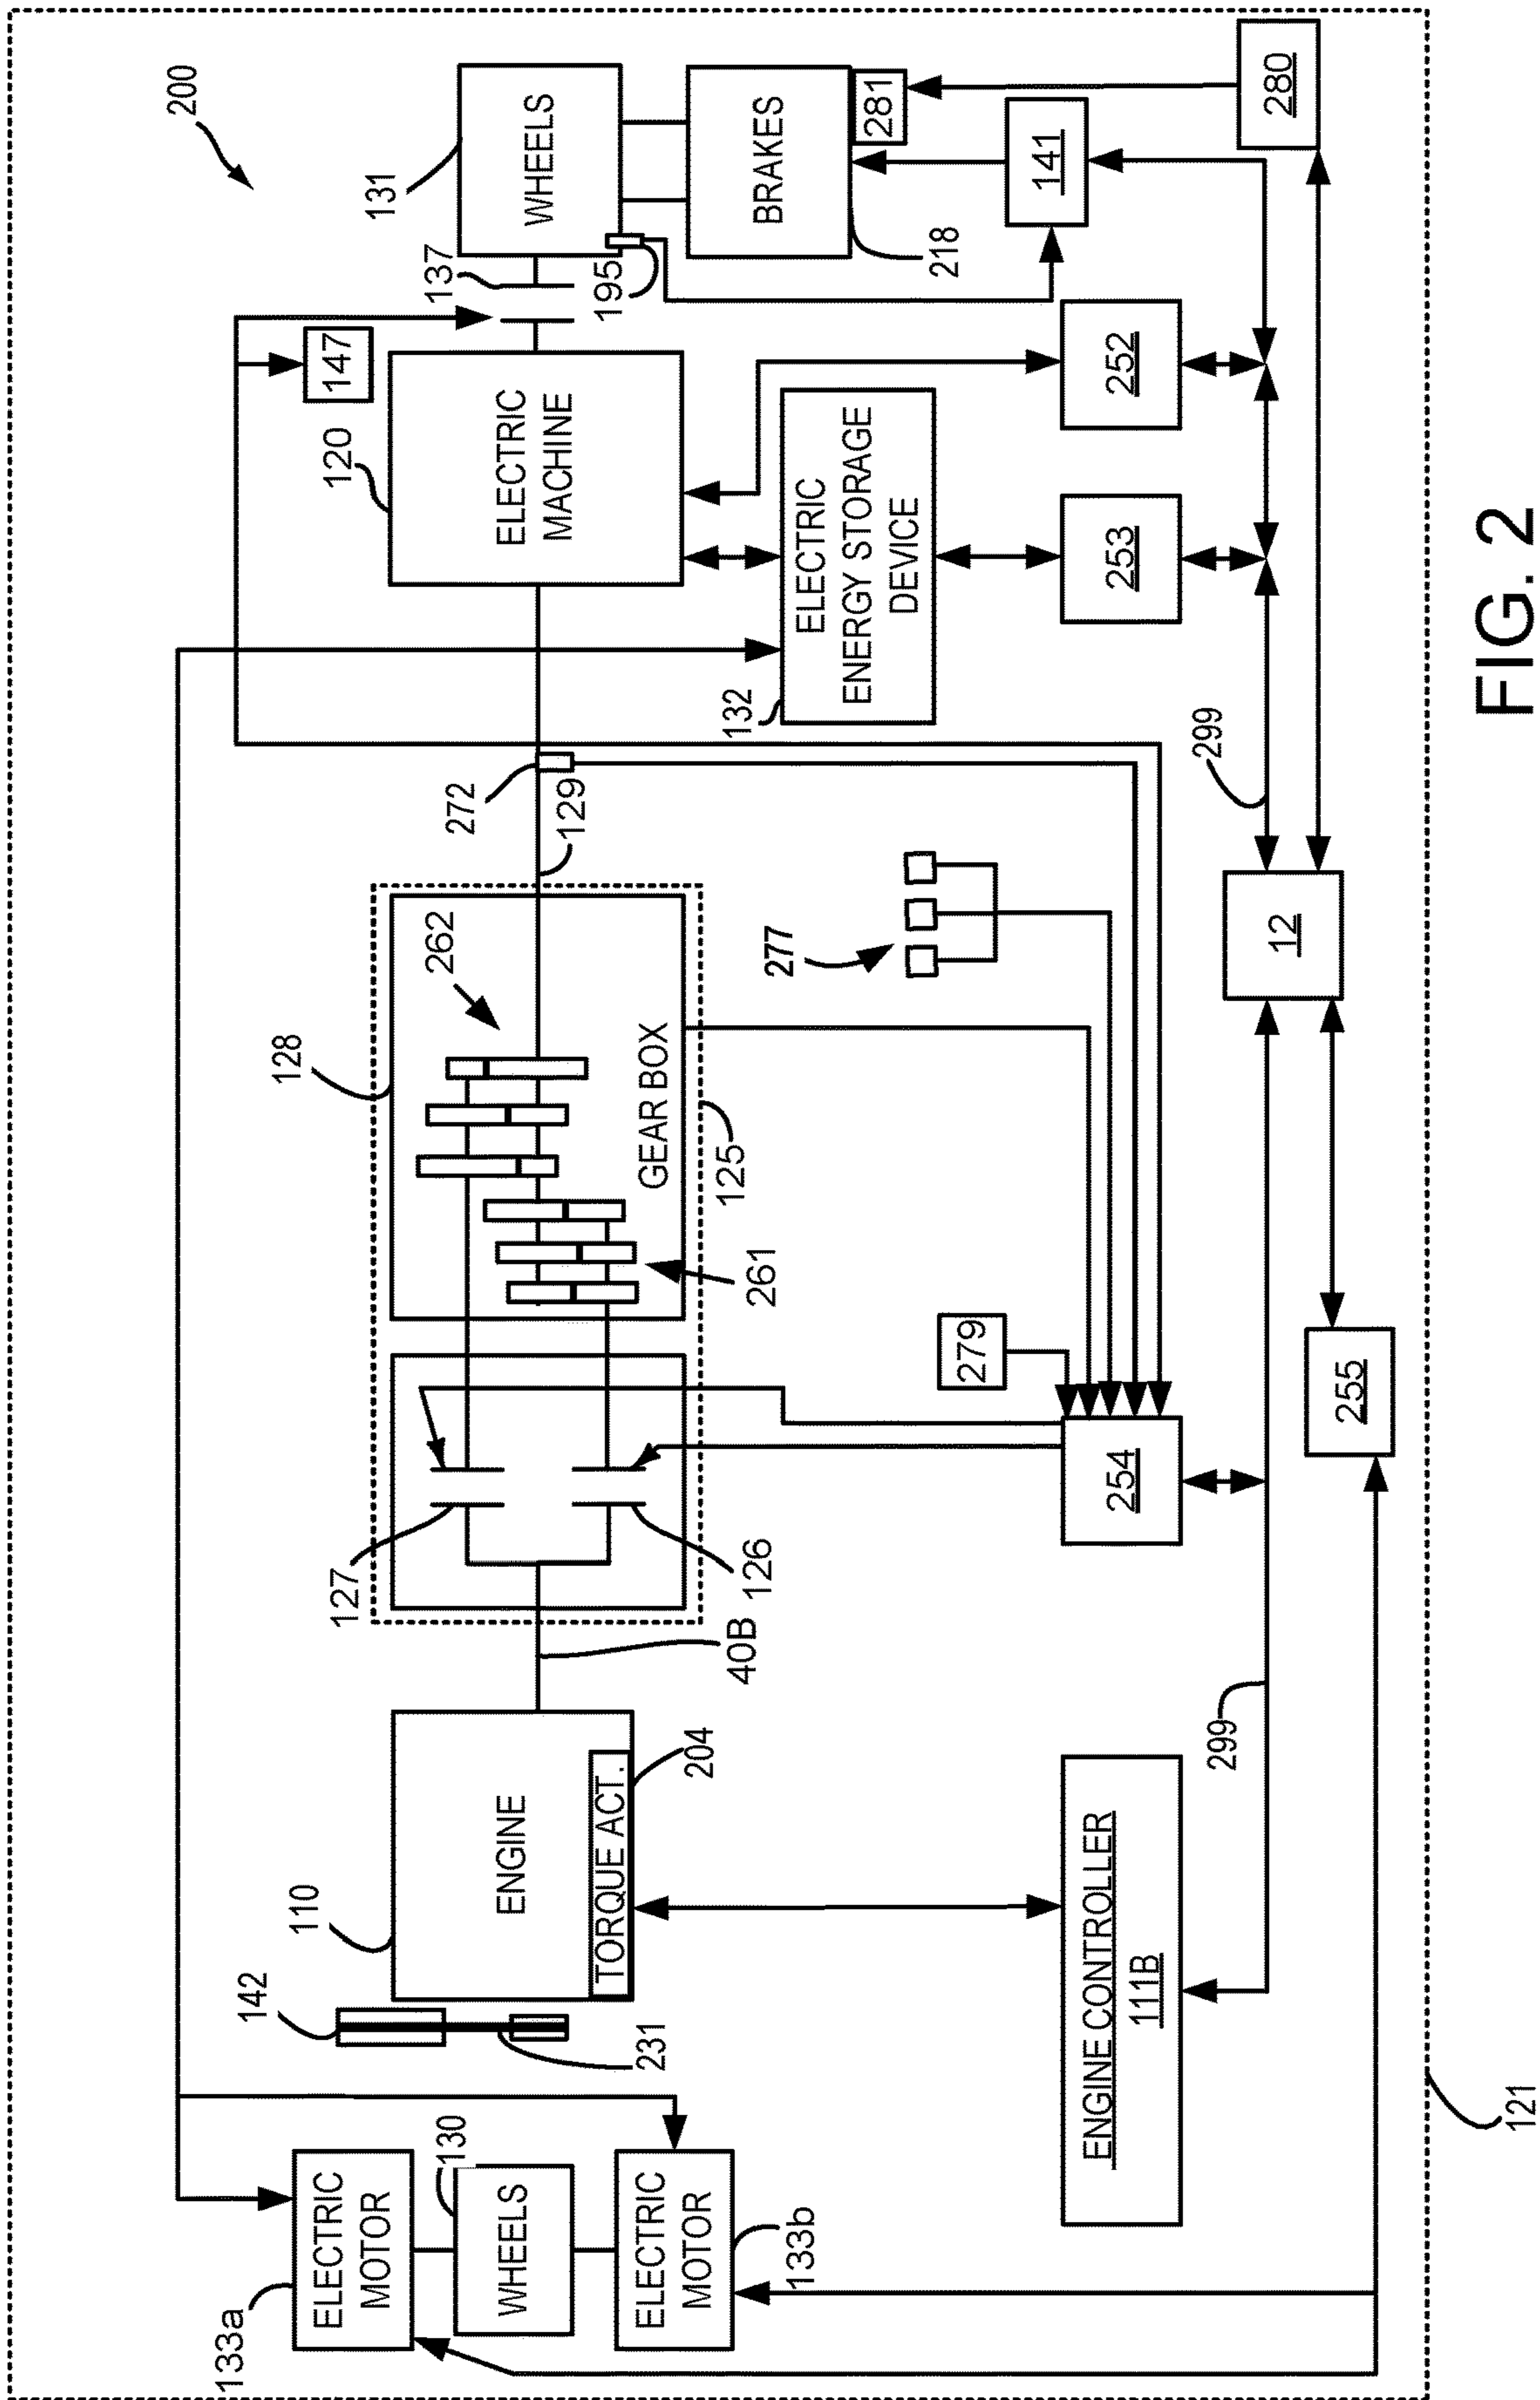 200
131
WHEELS
137
195
BRAKES
281
280
218
141
147
120
ELECTRIC
MACHINE
252
ELECTRIC
ENERGY STORAGE
DEVICE
132
253
272
129
299
262
277
12
128
GEAR BOX
125
261
279
255
254
127
126
40B
ENGINE
TORQUE ACT.
204
110
299
142
231
ENGINE CONTROLLER
111B
130
133a
ELECTRIC
MOTOR
WHEELS
ELECTRIC
MOTOR
133b
121
FIG. 2